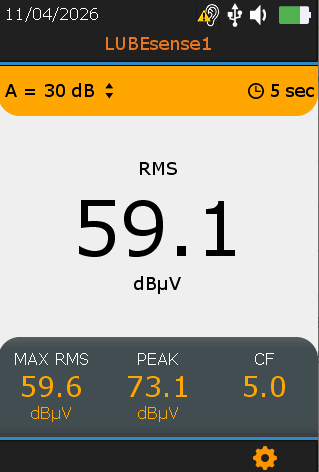 11/04/2026
LUBEsense1
A = 30 dB 5 sec
RMS
59.1
dBµV
MAX RMS PEAK CF
59.6 73.1 5.0
dBµV dBµV